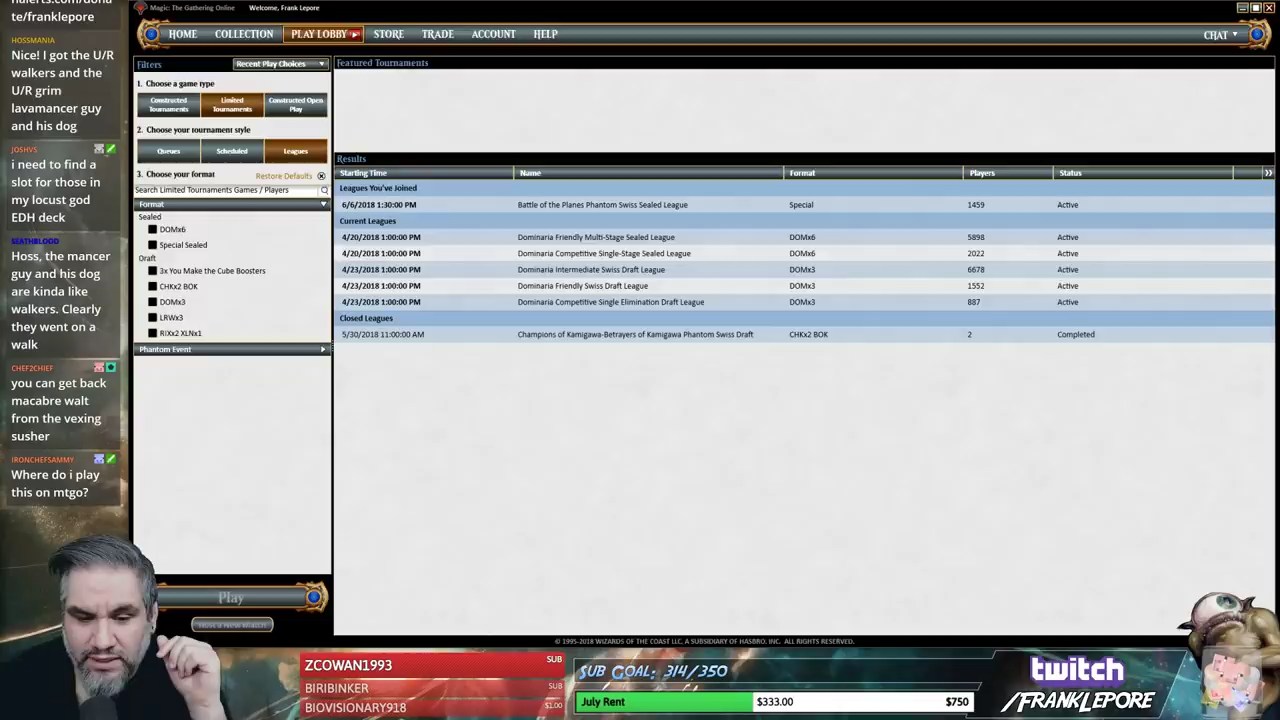 halerts.com/dona
te/franklepore
HOSSMANIA
Nice! I got the U/R
walkers and the
U/R grim
lavamancer guy
and his dog
JOSHVS
i need to find a
slot for those in
my locust god
EDH deck
SEATHBLOOD
Hoss, the mancer
guy and his dog
are kinda like
walkers. Clearly
they went on a
walk
CHEF2CHIEF
you can get back
macabre walt
from the vexing
susher
IRONCHEFSAMMY
Where do i play
this on mtgo?
Magic: The Gathering Online
Welcome, Frank Lepore
HOME
COLLECTION
PLAY LOBBY
STORE
TRADE
ACCOUNT
HELP
CHAT
Filters
Recent Play Choices
1. Choose a game type
Constructed
Tournaments
Limited
Tournaments
Constructed Open
Play
2. Choose your tournament style
Queues
Scheduled
Leagues
3. Choose your format
Restore Defaults
Search Limited Tournaments Games / Players
Format
Sealed
DOMx6
Special Sealed
Draft
3x You Make the Cube Boosters
CHKx2 BOK
DOMx3
LRWx3
RIXx2 XLNx1
Phantom Event
Play
Featured Tournaments
Results
Starting Time Name Format Players Status
Leagues You've Joined
6/6/2018 1:30:00 PM Battle of the Planes Phantom Swiss Sealed League Special 1459 Active
Current Leagues
4/20/2018 1:00:00 PM Dominaria Friendly Multi-Stage Sealed League DOMx6 5898 Active
4/20/2018 1:00:00 PM Dominaria Competitive Single-Stage Sealed League DOMx6 2022 Active
4/23/2018 1:00:00 PM Dominaria Intermediate Swiss Draft League DOMx3 6678 Active
4/23/2018 1:00:00 PM Dominaria Friendly Swiss Draft League DOMx3 1552 Active
4/23/2018 1:00:00 PM Dominaria Competitive Single Elimination Draft League DOMx3 887 Active
Closed Leagues
5/30/2018 11:00:00 AM Champions of Kamigawa-Betrayers of Kamigawa Phantom Swiss Draft CHKx2 BOK 2 Completed
© 1995-2018 WIZARDS OF THE COAST LLC, A SUBSIDIARY OF HASBRO, INC. ALL RIGHTS RESERVED.
ZCOWAN1993 SUB
BIRIBINKER SUB
BIOVISIONARY918 $1.00
SUB GOAL: 314/350
July Rent $333.00 $750
twitch
/FRANKLEPORE